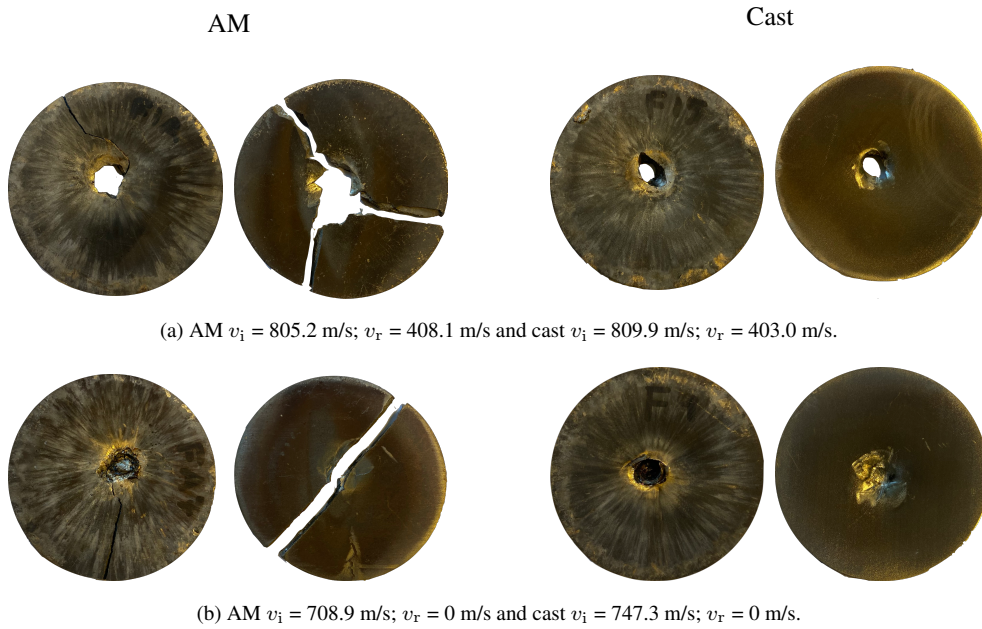 AM
Cast
(a) AM vᵢ = 805.2 m/s; vᵣ = 408.1 m/s and cast vᵢ = 809.9 m/s; vᵣ = 403.0 m/s.
(b) AM vᵢ = 708.9 m/s; vᵣ = 0 m/s and cast vᵢ = 747.3 m/s; vᵣ = 0 m/s.